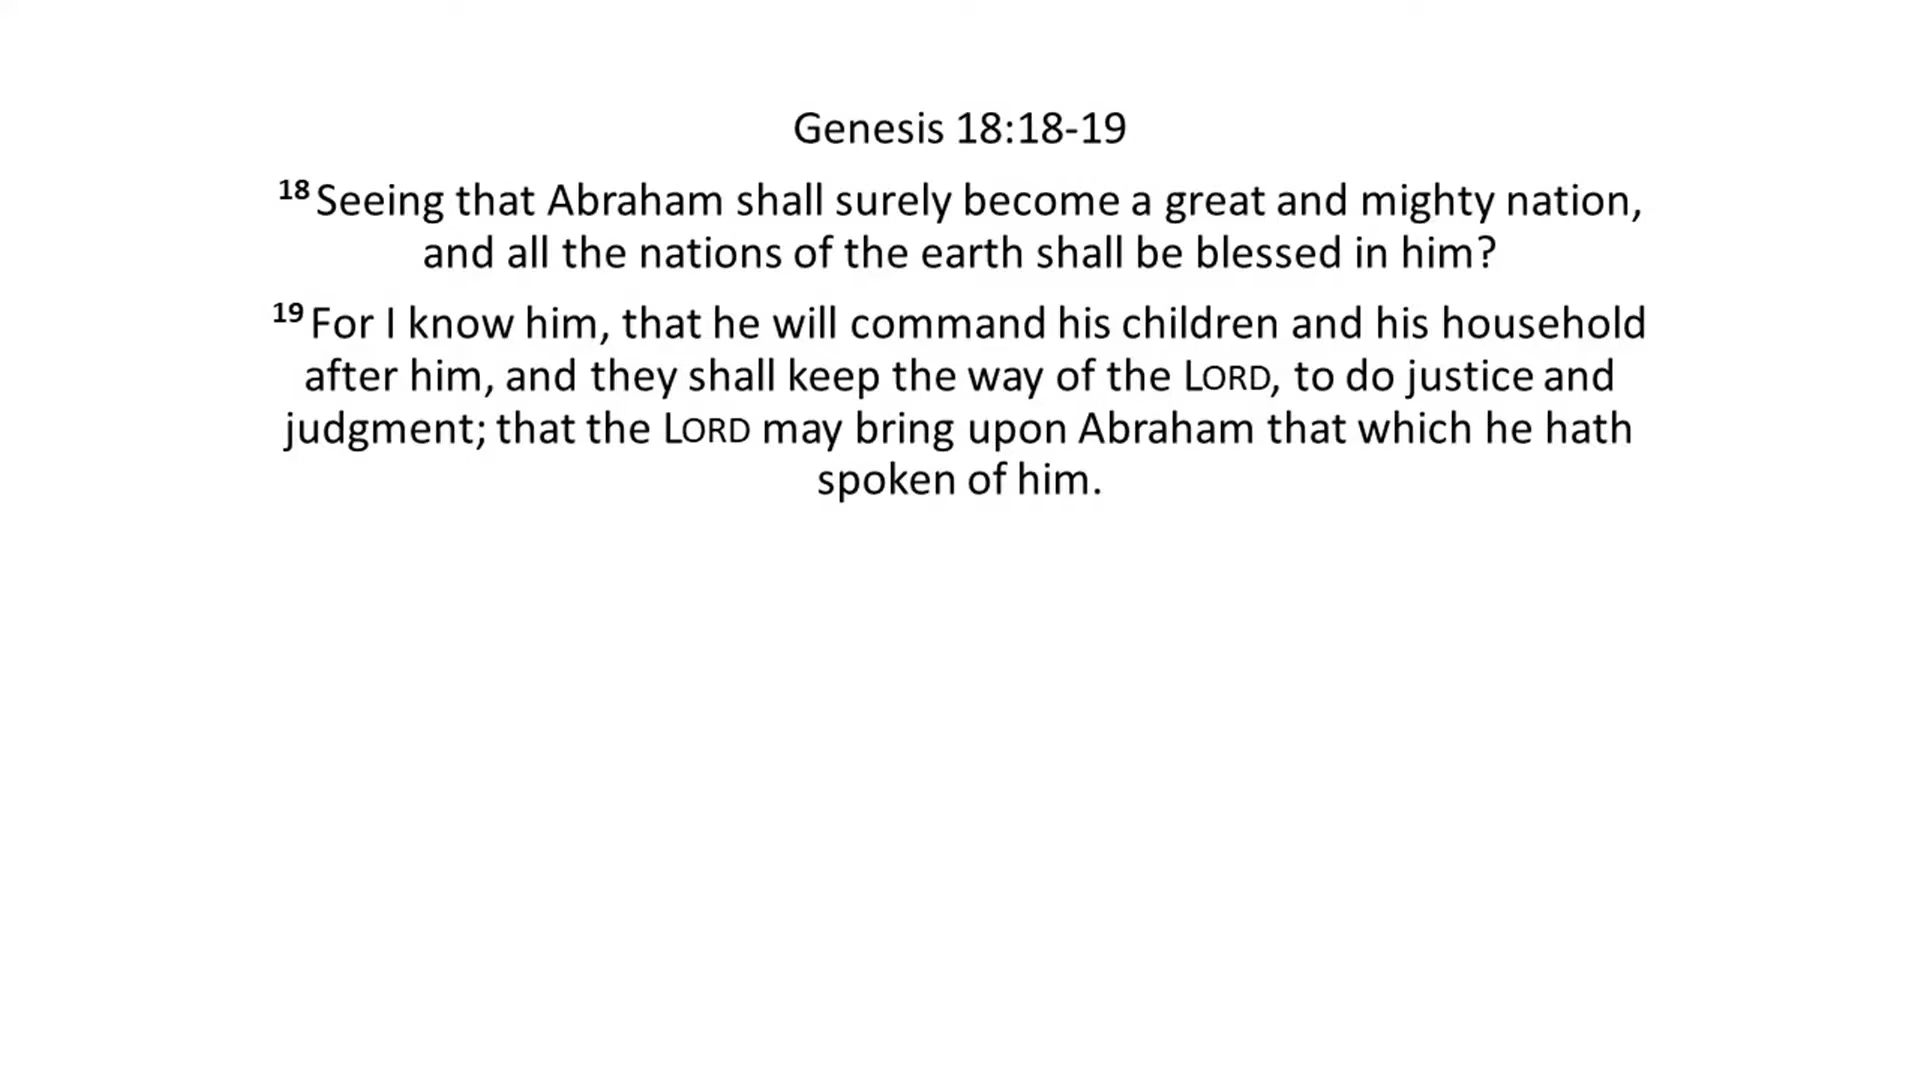 Genesis 18:18-19
18 Seeing that Abraham shall surely become a great and mighty nation,
and all the nations of the earth shall be blessed in him?
19 For I know him, that he will command his children and his household
after him, and they shall keep the way of the LORD, to do justice and
judgment; that the LORD may bring upon Abraham that which he hath
spoken of him.